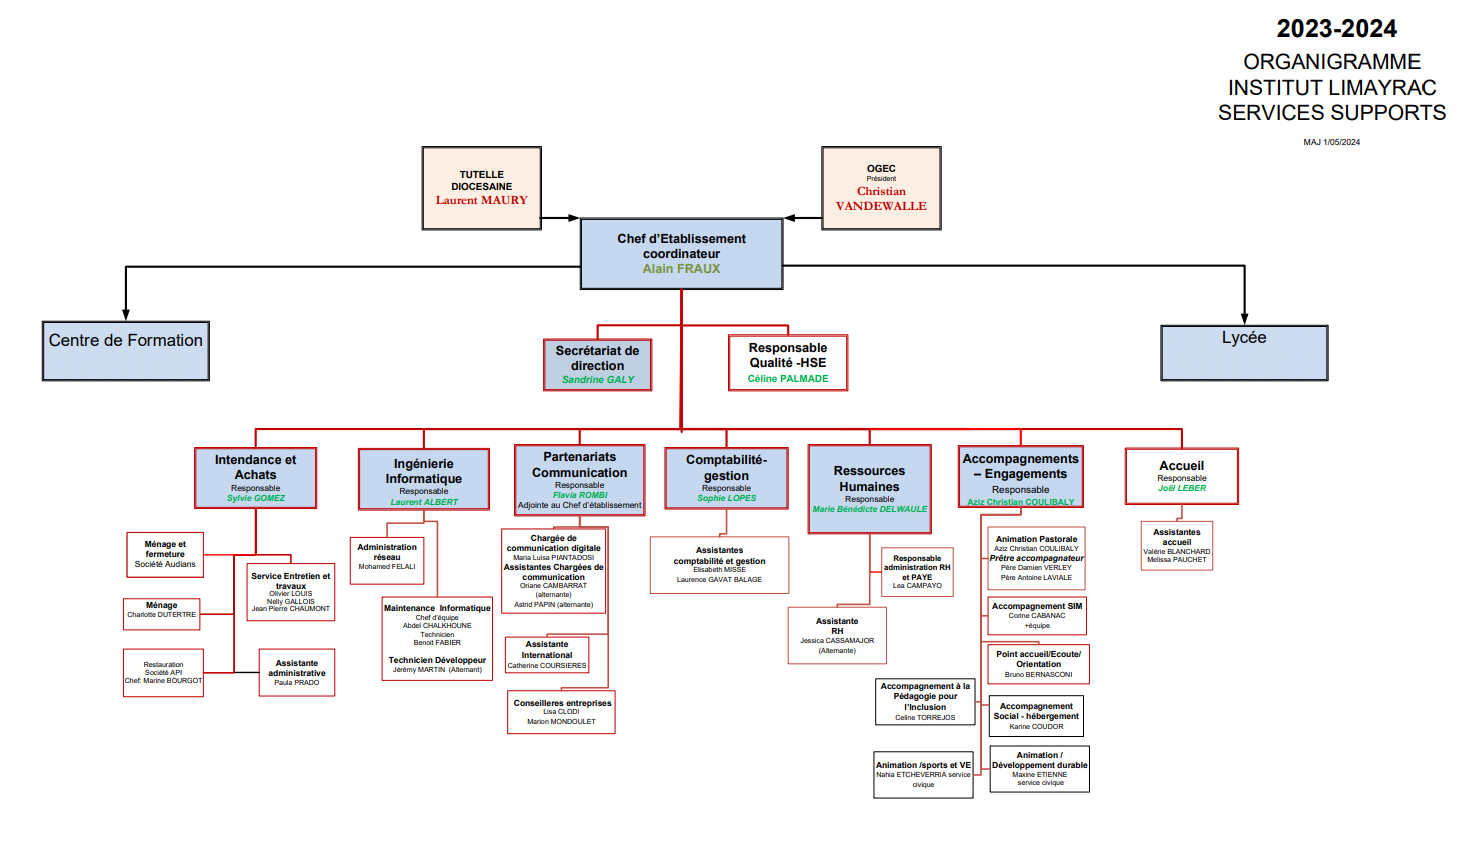 2023-2024
ORGANIGRAMME
INSTITUT LIMAYRAC
SERVICES SUPPORTS
MAJ 1/05/2024
TUTELLE
DIOCESAINE
Laurent MAURY
OGEC
Président
Christian
VANDEWALLE
Chef d'Etablissement
coordinateur
Alain FRAUX
Centre de Formation
Lycée
Secrétariat de
direction
Sandrine GALY
Responsable
Qualité -HSE
Céline PALMADE
Intendance et
Achats
Responsable
Sylvie GOMEZ
Ingénierie
Informatique
Responsable
Laurent ALBERT
Partenariats
Communication
Responsable
Flavia ROMBI
Adjointe au Chef d'établissement
Comptabilité-
gestion
Responsable
Sophie LOPES
Ressources
Humaines
Responsable
Marie Bénédicte DELWAULE
Accompagnements
– Engagements
Responsable
Aziz Christian COULIBALY
Accueil
Responsable
Joël LEBER
Ménage et
fermeture
Société Audians
Service Entretien et
travaux
Olivier LOUIS
Nelly GALLOIS
Jean Pierre CHAUMONT
Ménage
Charlotte DUTERTRE
Restauration
Société API
Chef: Marine BOURGOT
Assistante
administrative
Paula PRADO
Administration
réseau
Mohamed FELALI
Maintenance Informatique
Chef d'équipe
Abdel CHALKHOUNE
Technicien
Benoit FABIER
Technicien Développeur
Jérémy MARTIN (Alternant)
Chargée de
communication digitale
Maria Luisa PIANTADOSI
Assistantes Chargées de
communication
Oriane CAMBARRAT
(alternante)
Astrid PAPIN (alternante)
Assistante
International
Catherine COURSIERES
Conseilleres entreprises
Lisa CLODI
Marion MONDOULET
Assistantes
comptabilité et gestion
Elisabeth MISSE
Laurence GAVAT BALAGE
Responsable
administration RH
et PAYE
Lea CAMPAYO
Assistante
RH
Jessica CASSAMAJOR
(Alternante)
Animation Pastorale
Aziz Christian COULIBALY
Prêtre accompagnateur
Père Damien VERLEY
Père Antoine LAVIALE
Accompagnement SIM
Corine CABANAC
+équipe
Point accueil/Ecoute/
Orientation
Bruno BERNASCONI
Accompagnement à la
Pédagogie pour
l'Inclusion
Celine TORREJOS
Accompagnement
Social - hébergement
Karine COUDOR
Animation /sports et VE
Nahia ETCHEVERRIA service
civique
Animation /
Développement durable
Maxine ETIENNE
service civique
Assistantes
accueil
Valérie BLANCHARD
Melissa PAUCHET